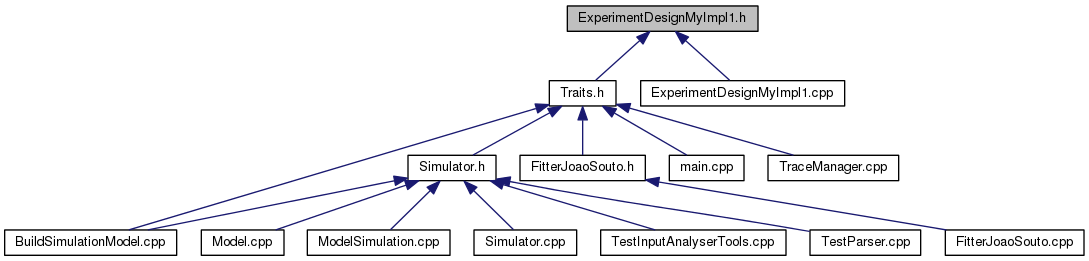 ExperimentDesignMyImpl1.h
Traits.h
ExperimentDesignMyImpl1.cpp
Simulator.h
FitterJoaoSouto.h
main.cpp
TraceManager.cpp
BuildSimulationModel.cpp
Model.cpp
ModelSimulation.cpp
Simulator.cpp
TestInputAnalyserTools.cpp
TestParser.cpp
FitterJoaoSouto.cpp